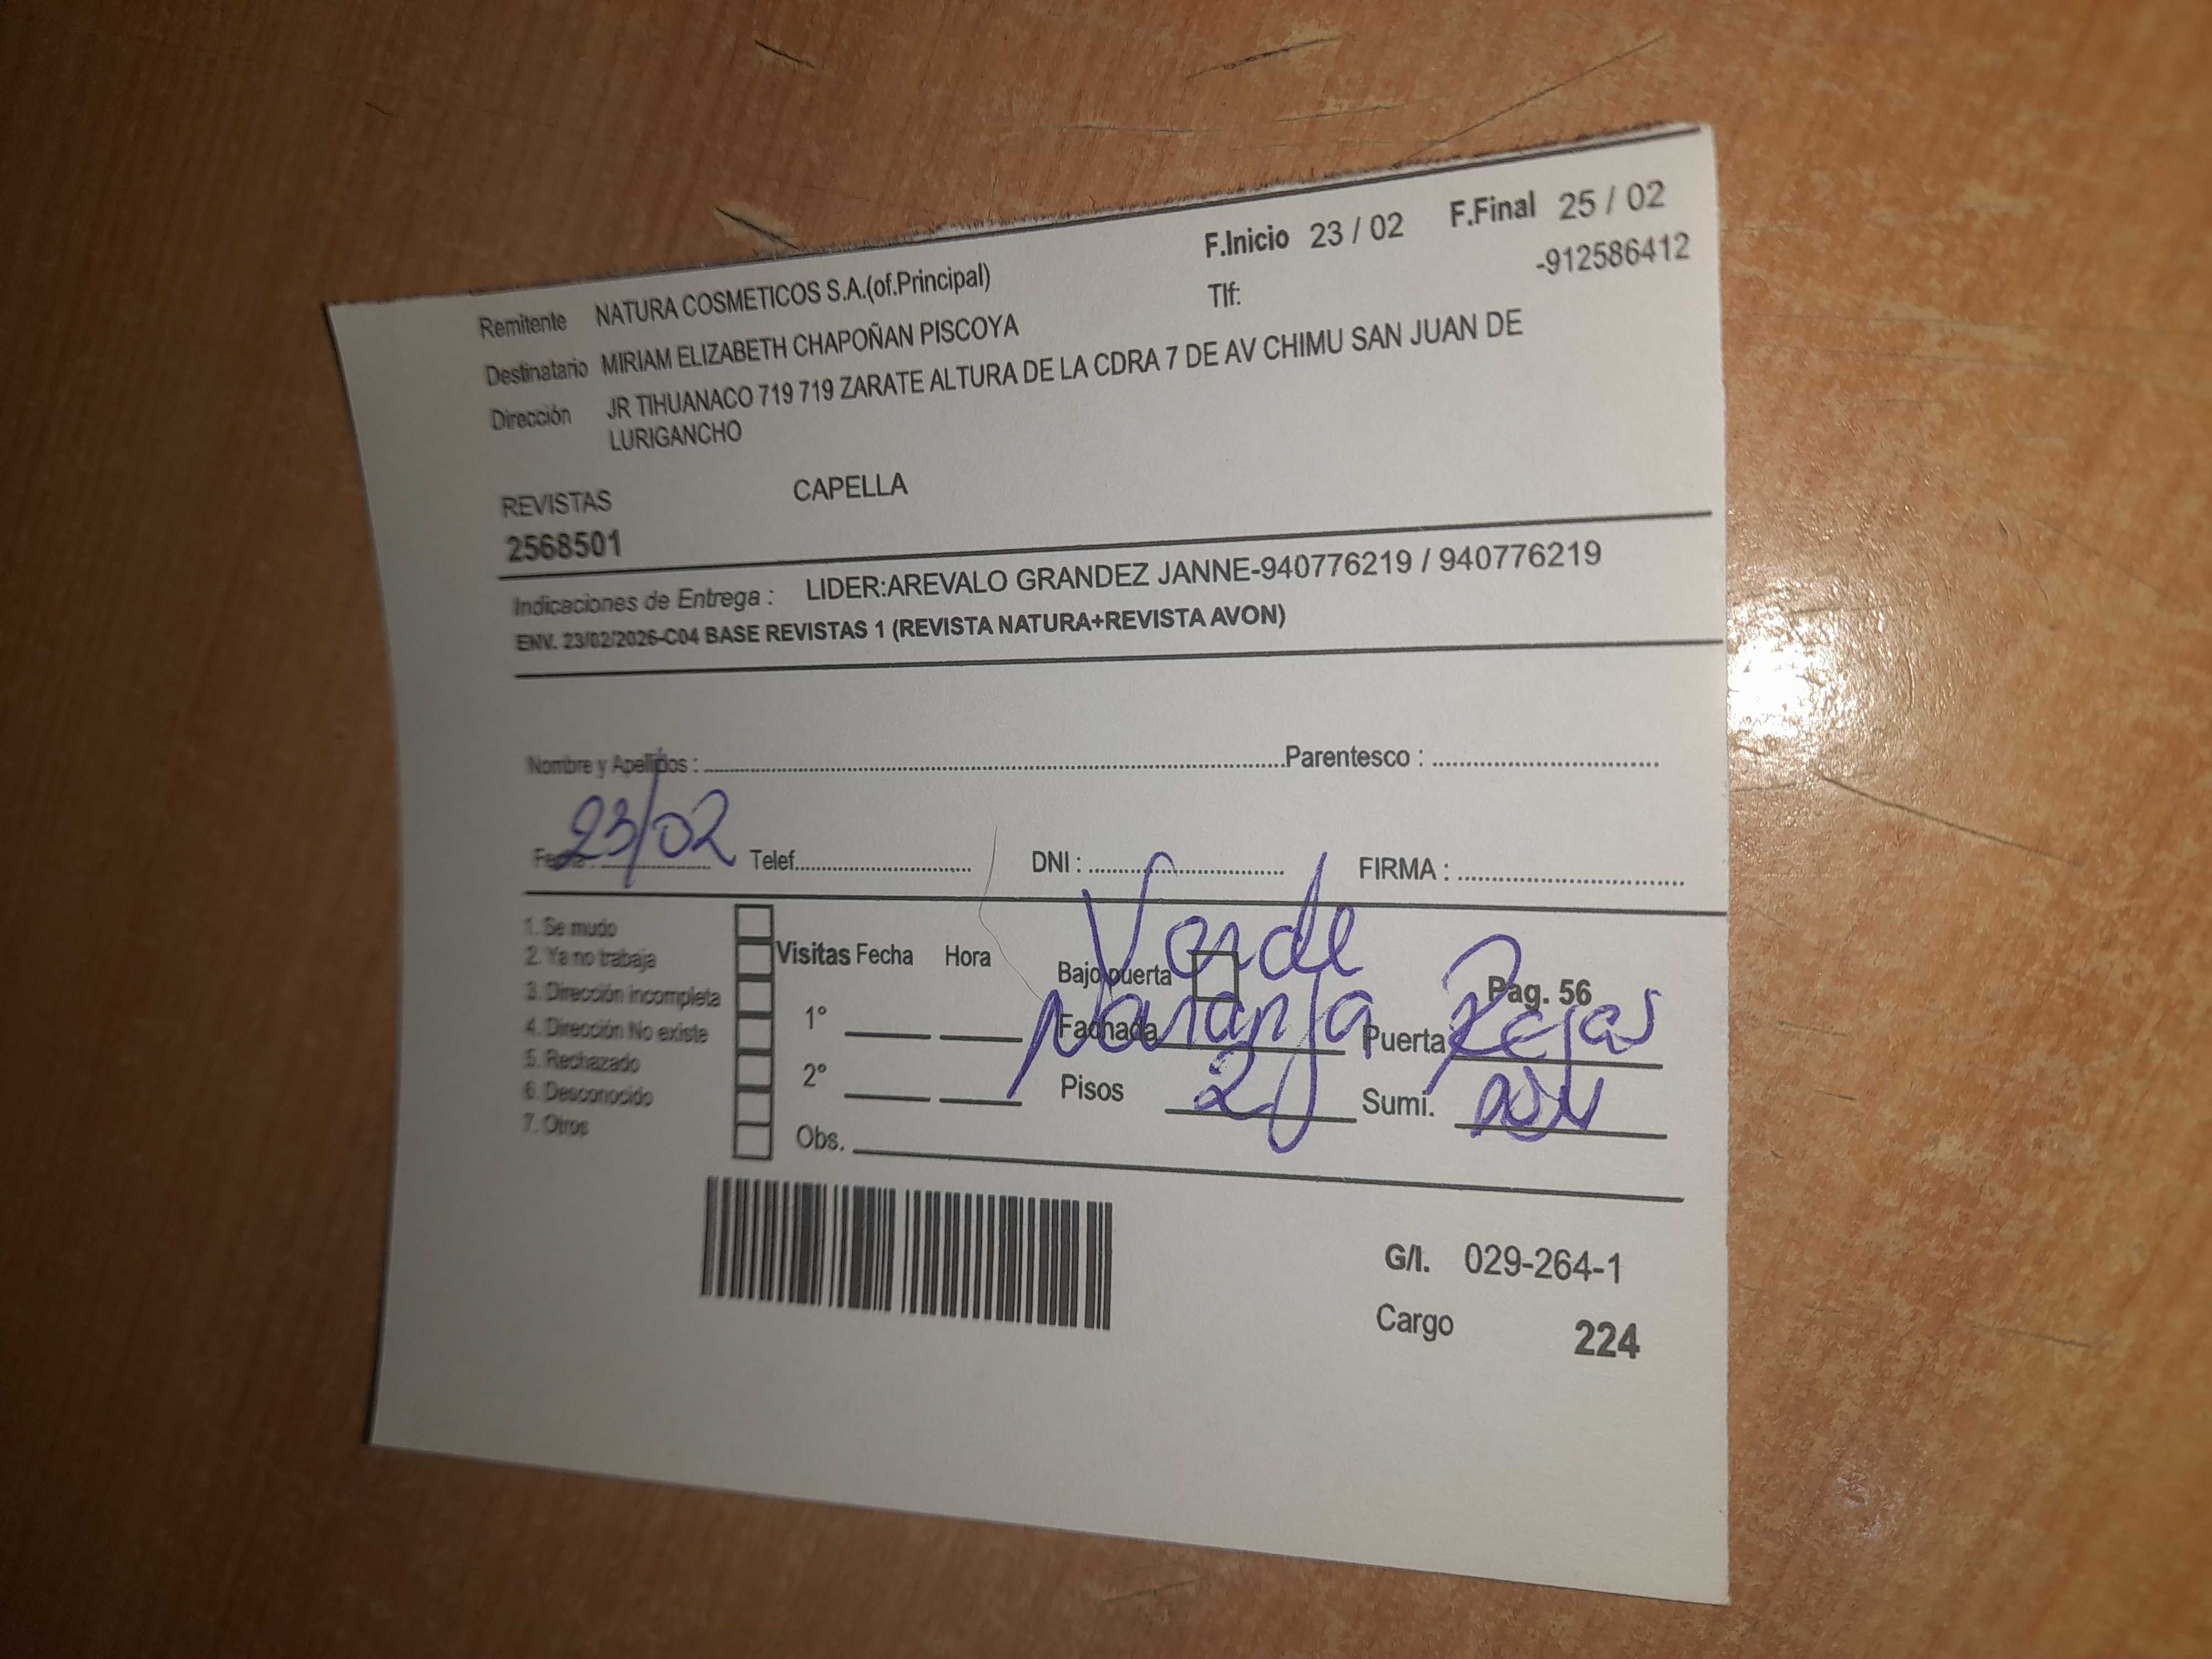 F.Inicio 23 / 02 F.Final 25 / 02
Remitente NATURA COSMETICOS S.A.(of.Principal) Tlf: -912586412
Destinatario MIRIAM ELIZABETH CHAPOÑAN PISCOYA
Dirección JR TIHUANACO 719 719 ZARATE ALTURA DE LA CDRA 7 DE AV CHIMU SAN JUAN DE
LURIGANCHO
REVISTAS CAPELLA
2568501
Indicaciones de Entrega : LIDER:AREVALO GRANDEZ JANNE-940776219 / 940776219
ENV. 23/02/2026-C04 BASE REVISTAS 1 (REVISTA NATURA+REVISTA AVON)
Nombre y Apellidos : Parentesco :
Fecha : 23/02 Telef. DNI : FIRMA :
1. Se mudo
2. Ya no trabaja
3. Dirección incompleta
4. Dirección No existe
5. Rechazado
6. Desconocido
7. Otros
Visitas Fecha Hora
1°
2°
Obs.
Verde
Bajo puerta Pag. 56
Fachada Naranja Puerta Rejas
Pisos 2 Sumi.
G/I. 029-264-1
Cargo 224